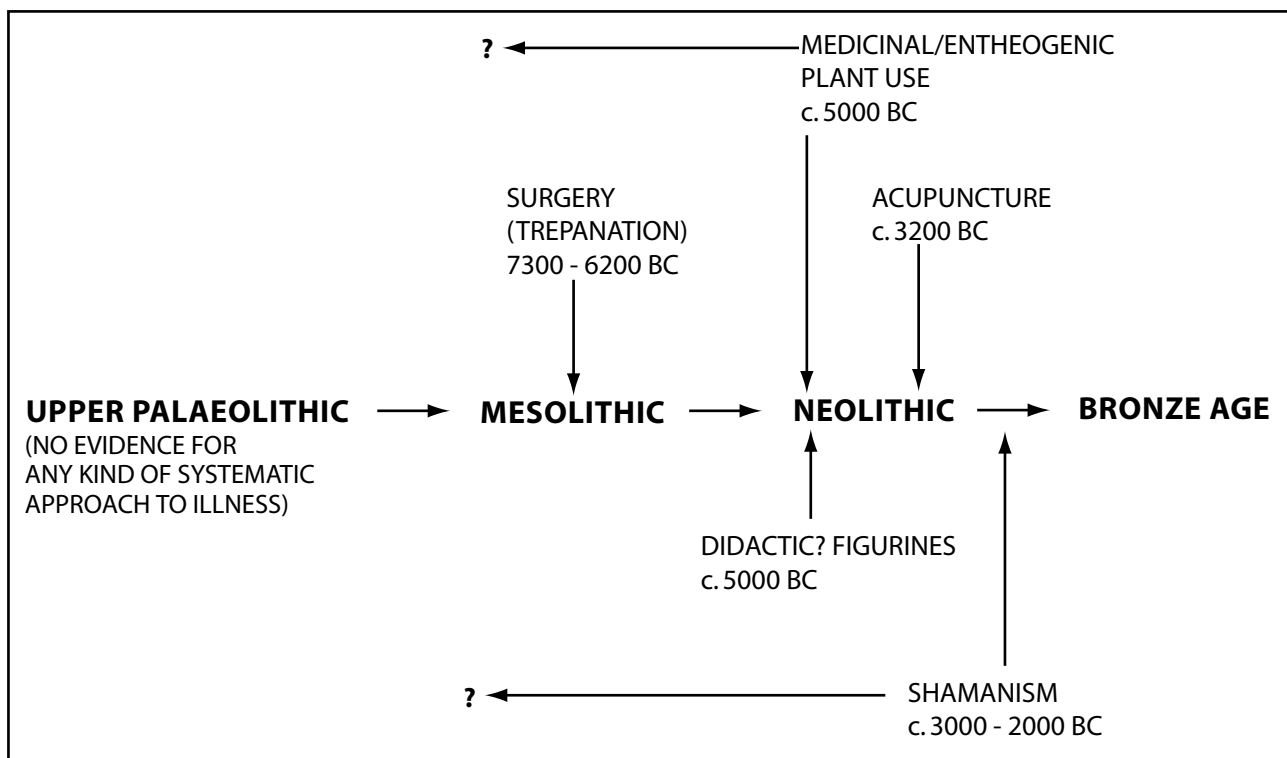 ?
MEDICINAL/ENTHEOGENIC
PLANT USE
c. 5000 BC
SURGERY
(TREPANATION)
7300 - 6200 BC
ACUPUNCTURE
c. 3200 BC
UPPER PALAEOLITHIC
(NO EVIDENCE FOR
ANY KIND OF SYSTEMATIC
APPROACH TO ILLNESS)
MESOLITHIC
NEOLITHIC
BRONZE AGE
DIDACTIC? FIGURINES
c. 5000 BC
?
SHAMANISM
c. 3000 - 2000 BC